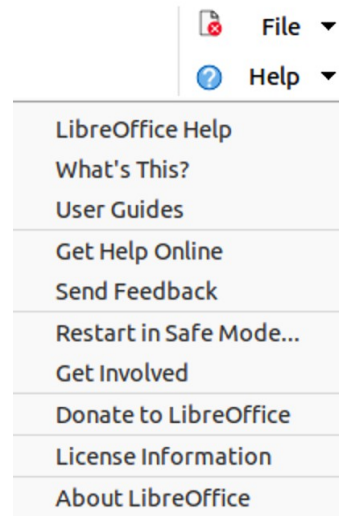 File
Help
LibreOffice Help
What's This?
User Guides
Get Help Online
Send Feedback
Restart in Safe Mode...
Get Involved
Donate to LibreOffice
License Information
About LibreOffice